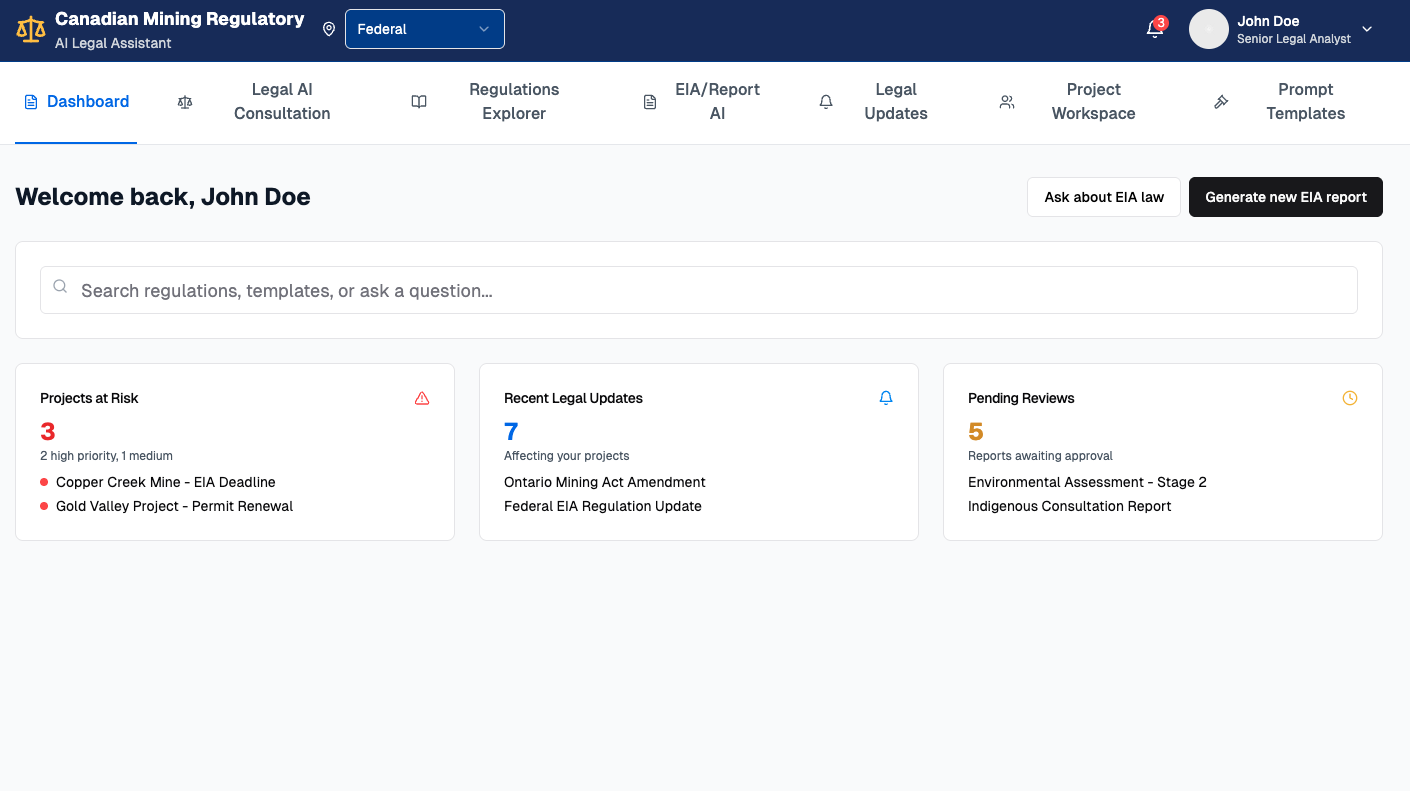 Canadian Mining Regulatory
AI Legal Assistant
Federal
3
John Doe
Senior Legal Analyst
Dashboard
Legal AI
Consultation
Regulations
Explorer
EIA/Report
AI
Legal
Updates
Project
Workspace
Prompt
Templates
Welcome back, John Doe
Ask about EIA law
Generate new EIA report
Search regulations, templates, or ask a question...
Projects at Risk
3
2 high priority, 1 medium
Copper Creek Mine - EIA Deadline
Gold Valley Project - Permit Renewal
Recent Legal Updates
7
Affecting your projects
Ontario Mining Act Amendment
Federal EIA Regulation Update
Pending Reviews
5
Reports awaiting approval
Environmental Assessment - Stage 2
Indigenous Consultation Report